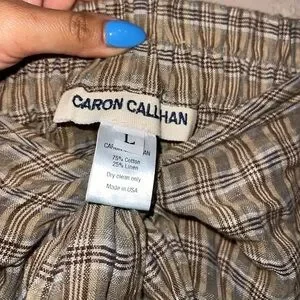 CARON CALLAHAN
L
75% Cotton
25% Linen
Dry clean only
Made in USA